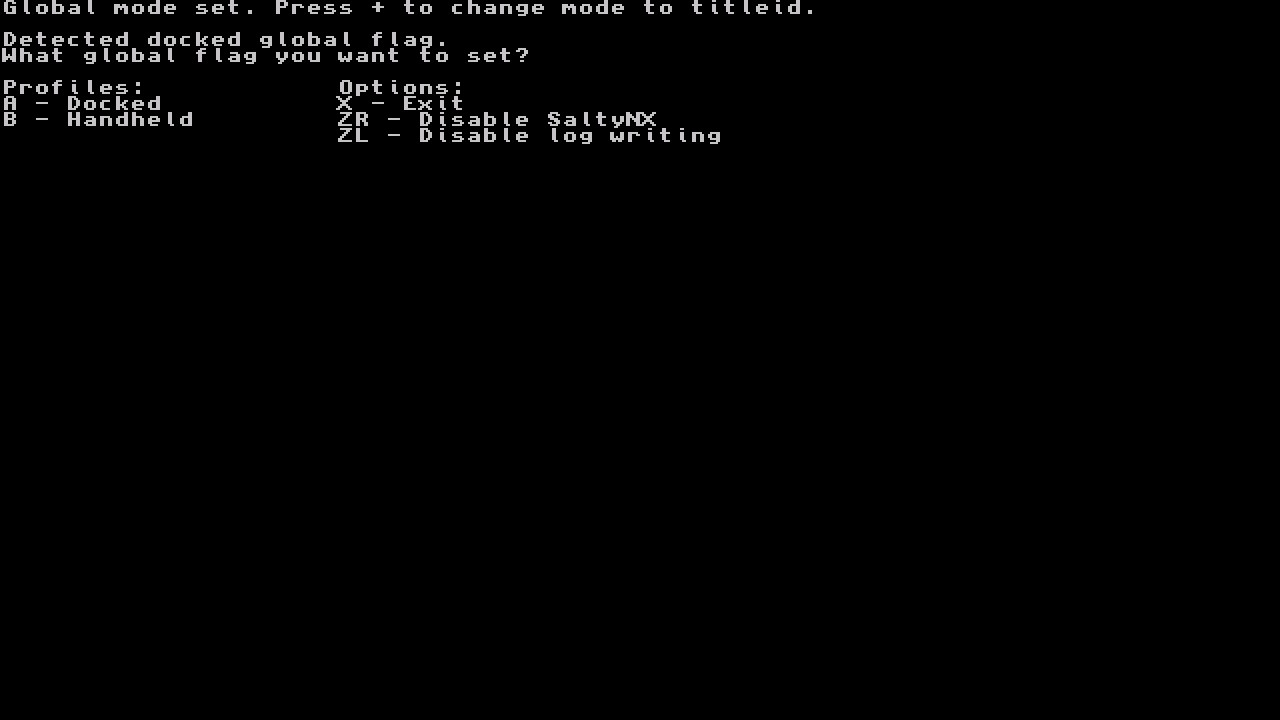 Global mode set. Press + to change mode to titleid.
Detected docked global flag.
What global flag you want to set?
Profiles: Options:
A - Docked X - Exit
B - Handheld ZR - Disable SaltyNX
ZL - Disable log writing